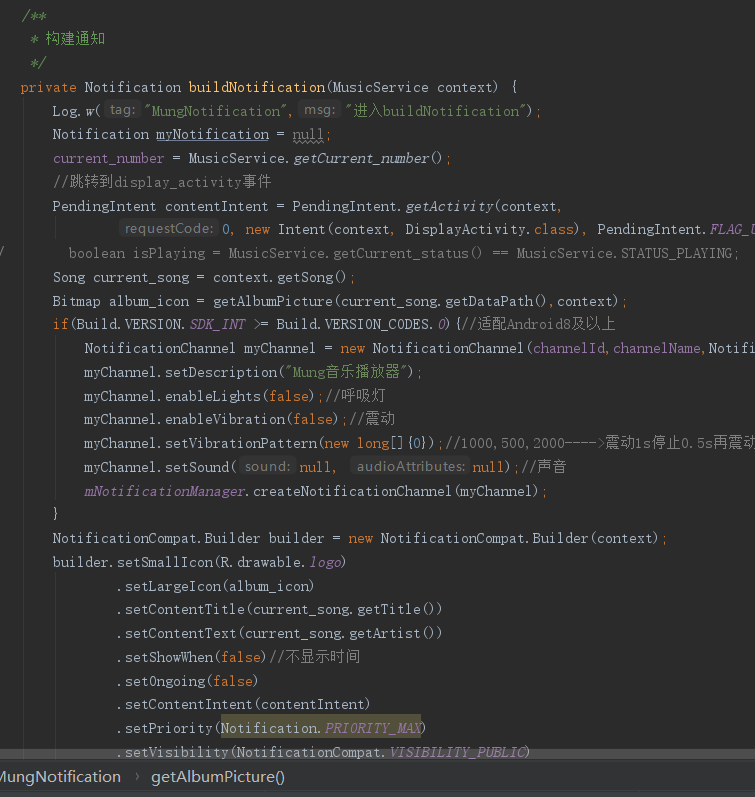 /**
* 构建通知
*/
private Notification buildNotification(MusicService context) {
Log.w( tag: "MungNotification", msg: "进入buildNotification");
Notification myNotification = null;
current_number = MusicService.getCurrent_number();
//跳转到display_activity事件
PendingIntent contentIntent = PendingIntent.getActivity(context,
requestCode: 0, new Intent(context, DisplayActivity.class), PendingIntent.FLAG_U
/ boolean isPlaying = MusicService.getCurrent_status() == MusicService.STATUS_PLAYING;
Song current_song = context.getSong();
Bitmap album_icon = getAlbumPicture(current_song.getDataPath(),context);
if(Build.VERSION.SDK_INT >= Build.VERSION_CODES.O){//适配Android8及以上
NotificationChannel myChannel = new NotificationChannel(channelId,channelName,Notifi
myChannel.setDescription("Mung音乐播放器");
myChannel.enableLights(false);//呼吸灯
myChannel.enableVibration(false);//震动
myChannel.setVibrationPattern(new long[]{0});//1000,500,2000---->震动1s停止0.5s再震动
myChannel.setSound( sound: null, audioAttributes: null);//声音
mNotificationManager.createNotificationChannel(myChannel);
}
NotificationCompat.Builder builder = new NotificationCompat.Builder(context);
builder.setSmallIcon(R.drawable.logo)
.setLargeIcon(album_icon)
.setContentTitle(current_song.getTitle())
.setContentText(current_song.getArtist())
.setShowWhen(false)//不显示时间
.setOngoing(false)
.setContentIntent(contentIntent)
.setPriority(Notification.PRIORITY_MAX)
.setVisibility(NotificationCompat.VISIBILITY_PUBLIC)
MungNotification › getAlbumPicture()